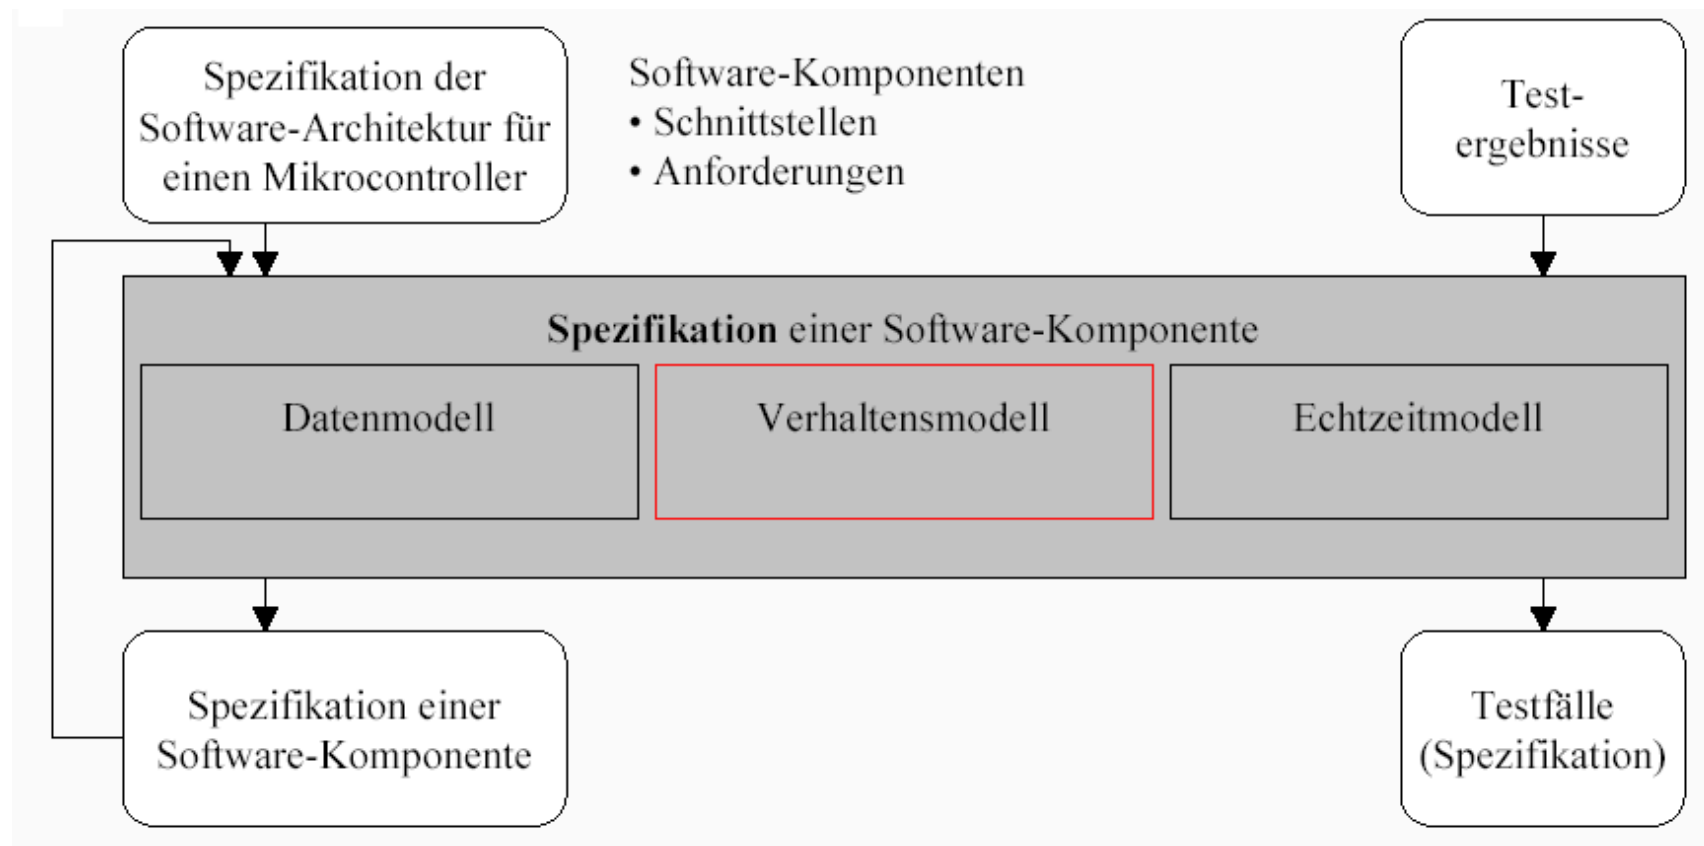 Spezifikation der
Software-Architektur für
einen Mikrocontroller
Software-Komponenten
• Schnittstellen
• Anforderungen
Test-
ergebnisse
Spezifikation einer Software-Komponente
Datenmodell
Verhaltensmodell
Echtzeitmodell
Spezifikation einer
Software-Komponente
Testfälle
(Spezifikation)